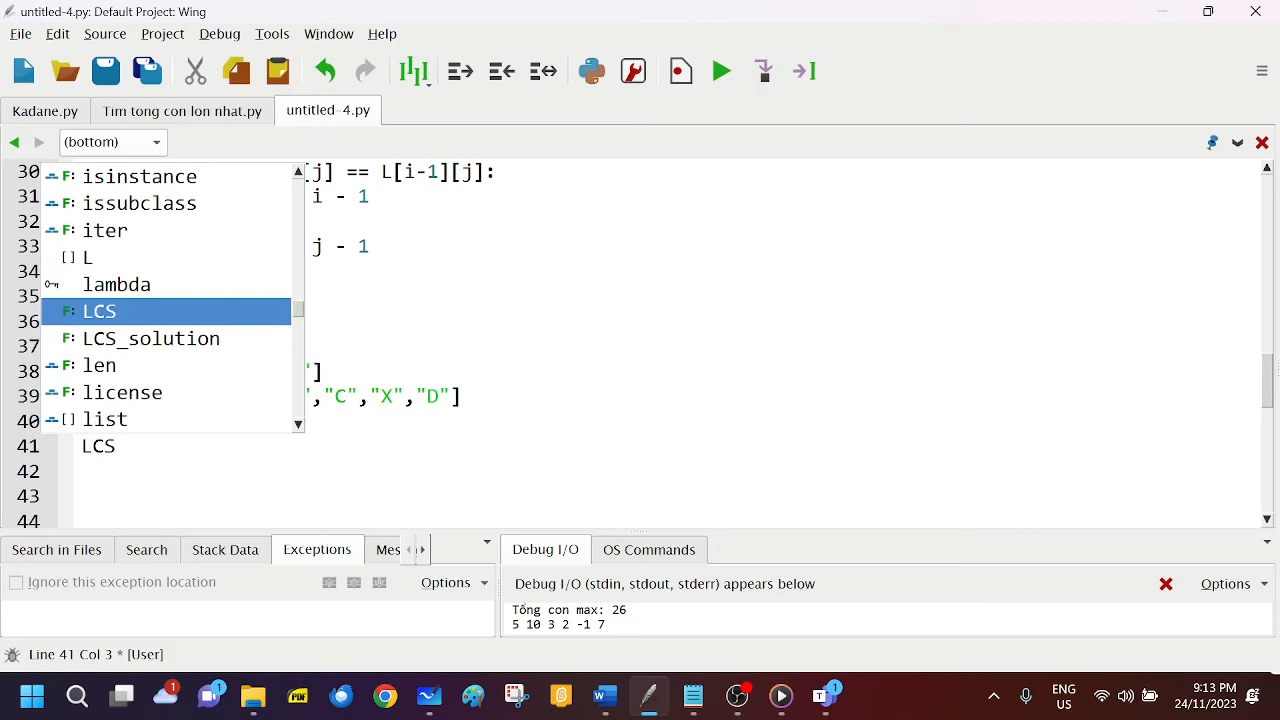 untitled-4.py: Default Project: Wing
File Edit Source Project Debug Tools Window Help
Kadane.py Tim tong con lon nhat.py untitled-4.py
(bottom)
30 [j] == L[i-1][j]:
31 i - 1
32
33 j - 1
34
35
36
37
38 ']
39 ',"C","X","D"]
40
41 LCS
42
43
44
F: isinstance
F: issubclass
F: iter
[] L
lambda
F: LCS
F: LCS_solution
F: len
F: license
[] list
Search in Files Search Stack Data Exceptions Mes
Ignore this exception location Options
Debug I/O OS Commands
Debug I/O (stdin, stdout, stderr) appears below Options
Tổng con max: 26
5 10 3 2 -1 7
Line 41 Col 3 * [User]
1 1 PDF 1
ENG
US
9:13 PM
24/11/2023